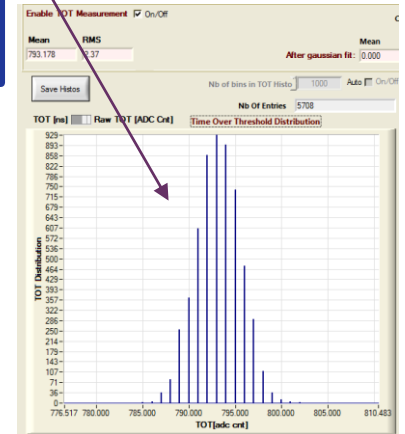 Enable TOT Measurement On/Off
Mean RMS
793.178 2.37
Mean
After gaussian fit: 0.000
Save Histos
Nb of bins in TOT Histo 1000 Auto On/Off
Nb Of Entries 5708
TOT [ns] Raw TOT [ADC Cnt] Time Over Threshold Distribution
929
893
858
822
786
750
715
679
643
607
572
536
500
464
429
393
357
322
286
250
214
179
143
107
71
36
0
TOT Distribution
776.517 780.000 785.000 790.000 795.000 800.000 805.000 810.483
TOT[adc cnt]